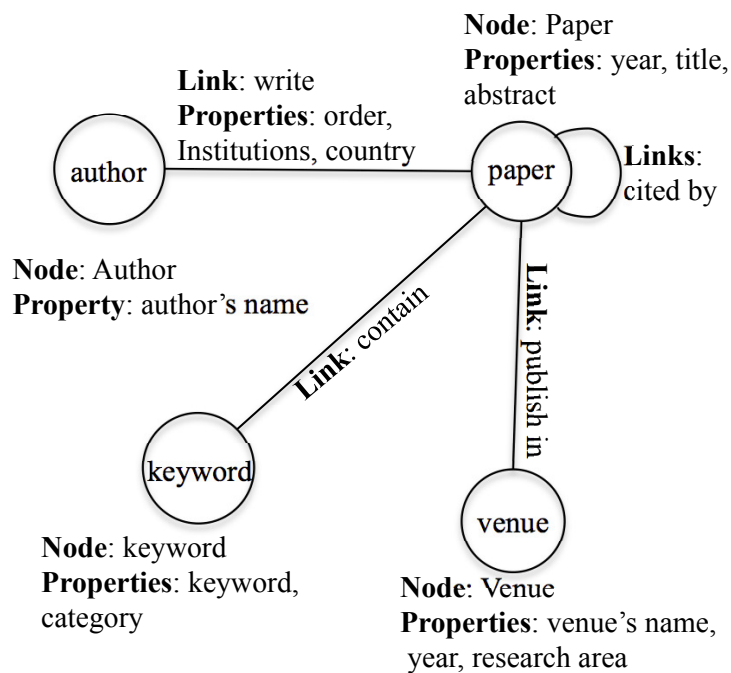 Node: Paper
Properties: year, title,
abstract
Link: write
Properties: order,
Institutions, country
author
paper
Links:
cited by
Node: Author
Property: author's name
Link: contain
Link: publish in
keyword
venue
Node: keyword
Properties: keyword,
category
Node: Venue
Properties: venue's name,
year, research area